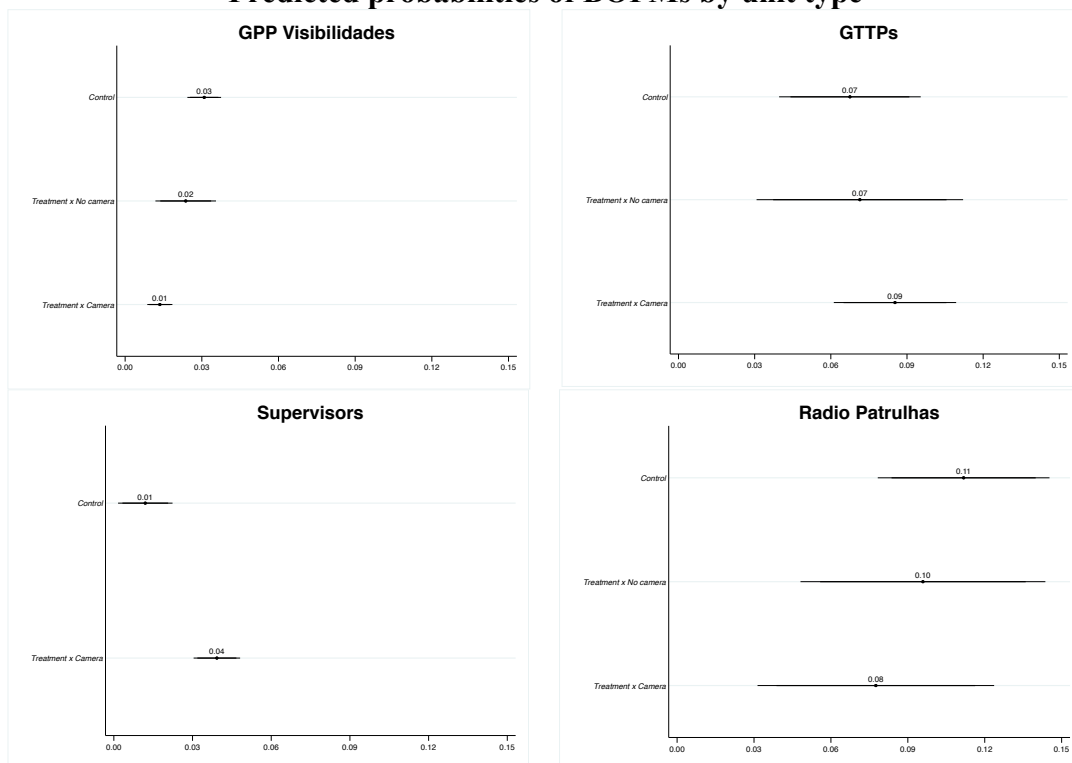 Predicted probabilities of BOPMs by unit type
GPP Visibilidades
Control
0.03
Treatment x No camera
0.02
Treatment x Camera
0.01
0.00 0.03 0.06 0.09 0.12 0.15
GTTPs
Control
0.07
Treatment x No camera
0.07
Treatment x Camera
0.09
0.00 0.03 0.06 0.09 0.12 0.15
Supervisors
Control
0.01
Treatment x Camera
0.04
0.00 0.03 0.06 0.09 0.12 0.15
Radio Patrulhas
Control
0.11
Treatment x No camera
0.10
Treatment x Camera
0.08
0.00 0.03 0.06 0.09 0.12 0.15